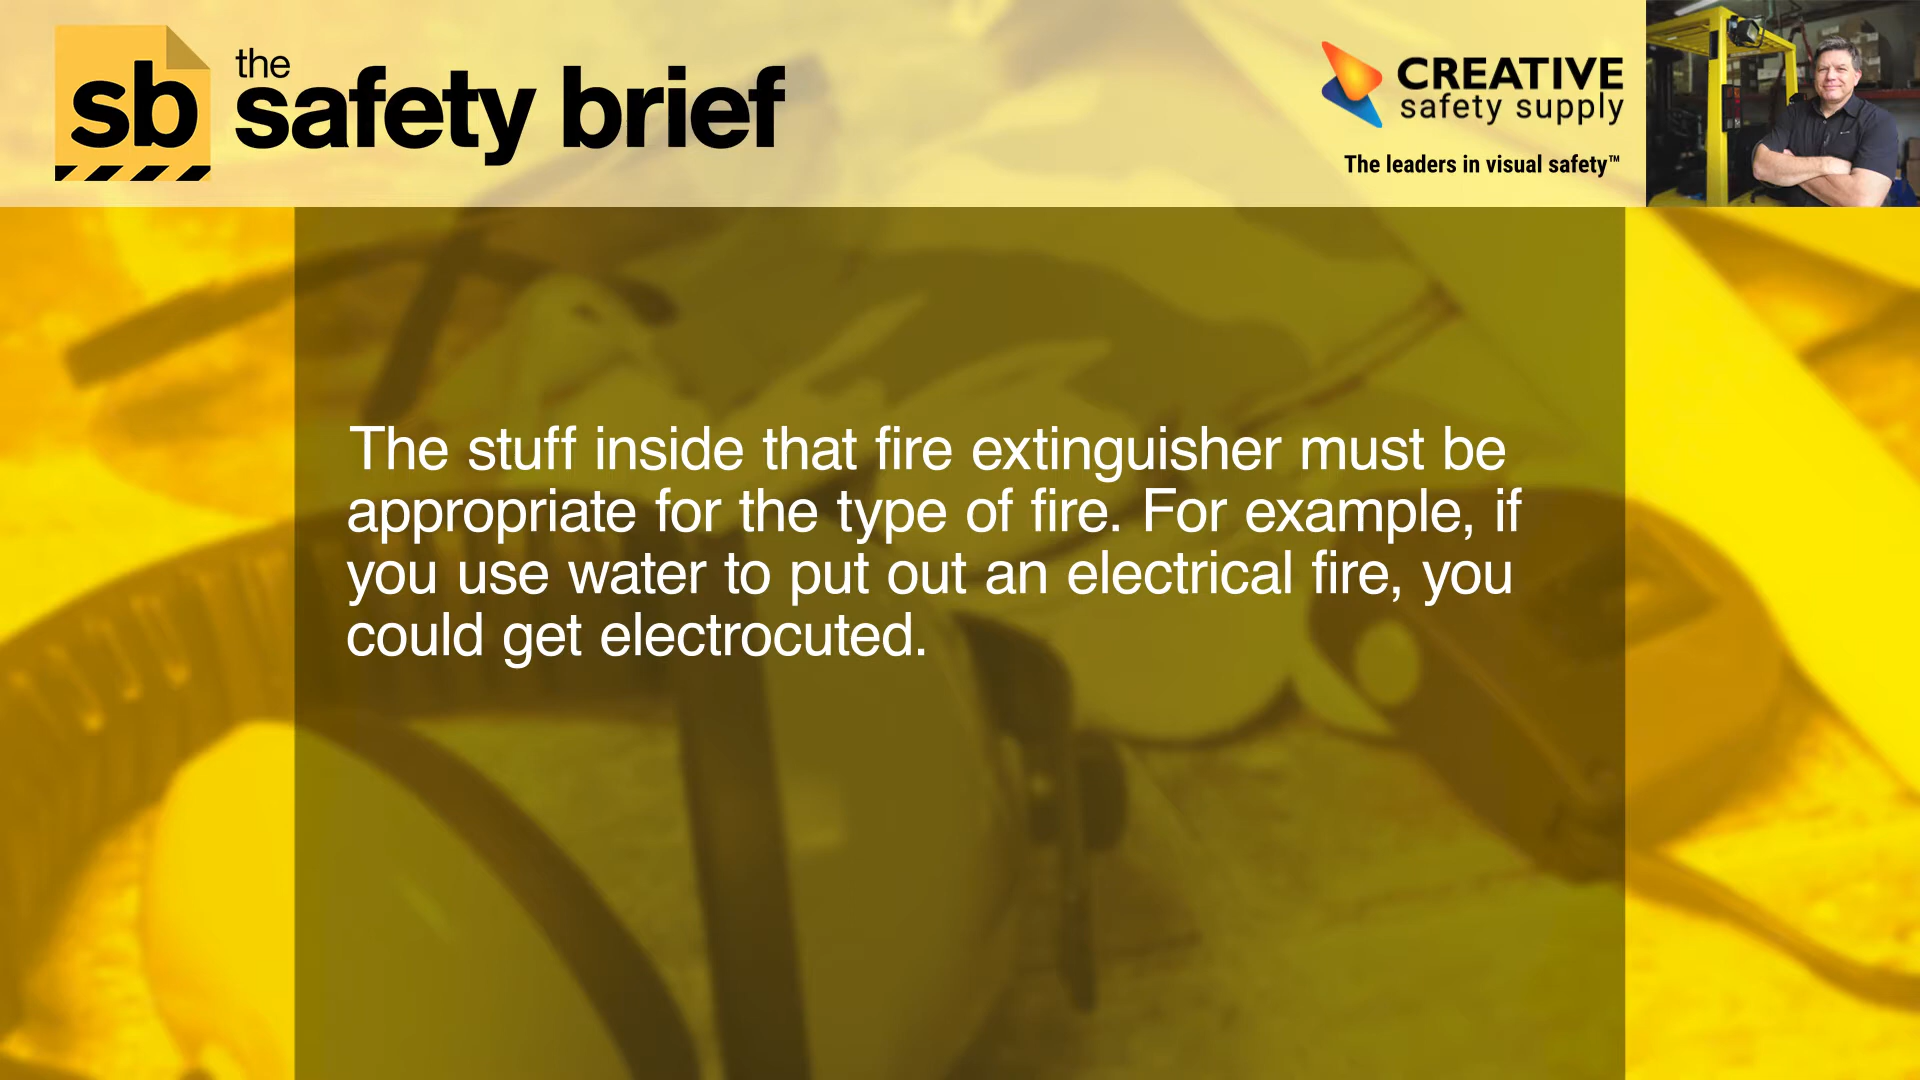 sb
the
safety brief
CREATIVE
safety supply
The leaders in visual safety™
The stuff inside that fire extinguisher must be
appropriate for the type of fire. For example, if
you use water to put out an electrical fire, you
could get electrocuted.